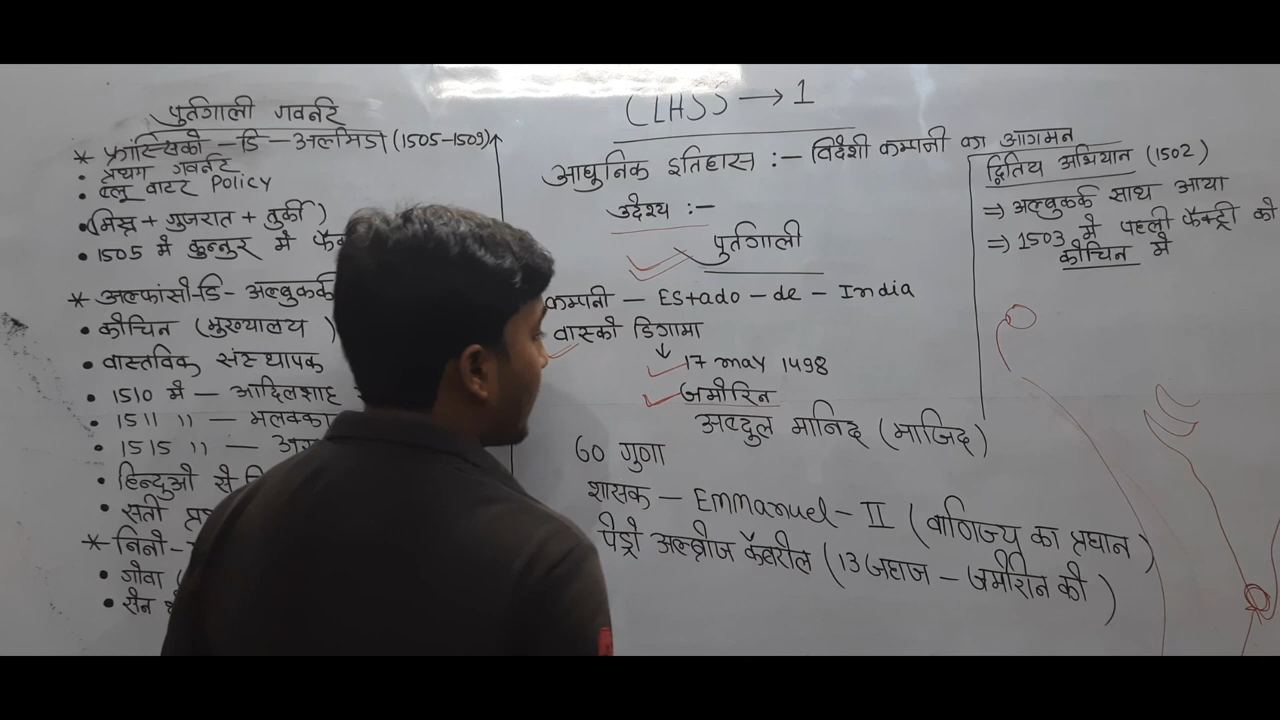 पुर्तगाली गवर्नर
* फ्रांस्सिको - डि - अलमिडा (1505-1509)
• प्रथम गवर्नर
• ब्लू वाटर Policy
• मिस्र + गुजरात + तुर्की )
• 1505 में कुन्नुर में
* अल्फांसो-डि-अल्बुकर्क
• कोचिन (मुख्यालय )
• वास्तविक संस्थापक
• 1510 में — आदिलशाह
• 1511 " — मलक्का
• 1515 " —
• हिन्दुओ से
• सती
* निनो -
• गोवा (
• सैन
CLASS → 1
आधुनिक इतिहास :- विदेशी कम्पनी का आगमन
उद्देश्य :-
पुर्तगाली
कम्पनी - Estado - de - India
वास्को डिगामा
↓
17 may 1498
जमोरिन
अब्दुल मानिद (माजिद)
60 गुणा
शासक - Emmanuel - II (वाणिज्य का प्रधान )
पेड्रो अल्ब्रेज कैबरील (13 जहाज - जमोरिन को )
द्वितिय अभियान (1502)
⇒ अल्बुकर्क साथ आया
⇒ 1503 में पहली फैक्ट्री को
कोचिन में